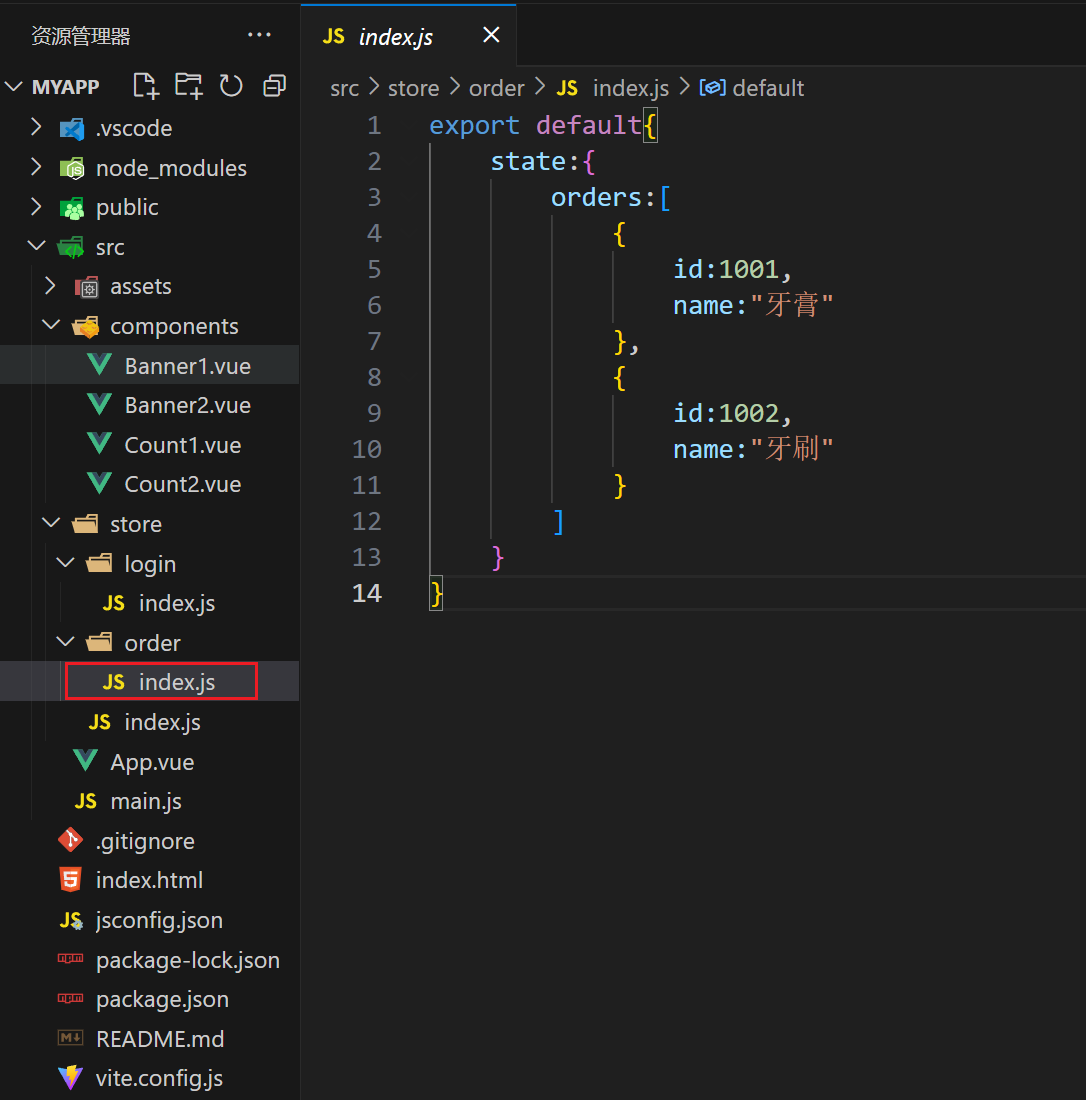 资源管理器
MYAPP
.vscode
node_modules
public
src
assets
components
Banner1.vue
Banner2.vue
Count1.vue
Count2.vue
store
login
JS index.js
order
JS index.js
JS index.js
App.vue
JS main.js
.gitignore
index.html
JS jsconfig.json
package-lock.json
package.json
README.md
vite.config.js
JS index.js
src > store > order > JS index.js > default
1 export default{
2 state:{
3 orders:[
4 {
5 id:1001,
6 name:"牙膏"
7 },
8 {
9 id:1002,
10 name:"牙刷"
11 }
12 ]
13 }
14 }